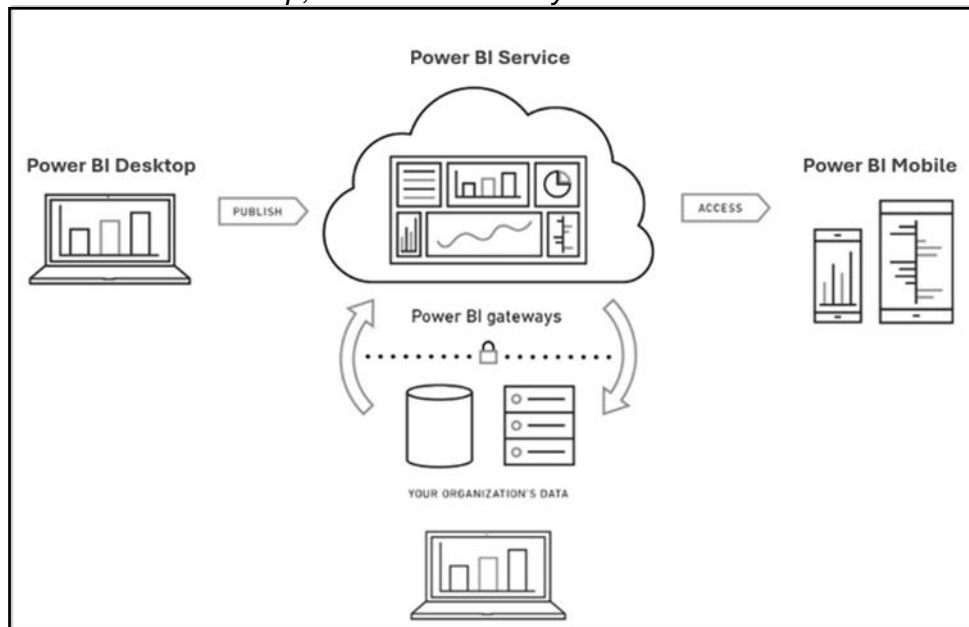 Power BI Service
Power BI Desktop
Power BI Mobile
PUBLISH
ACCESS
Power BI gateways
YOUR ORGANIZATION'S DATA